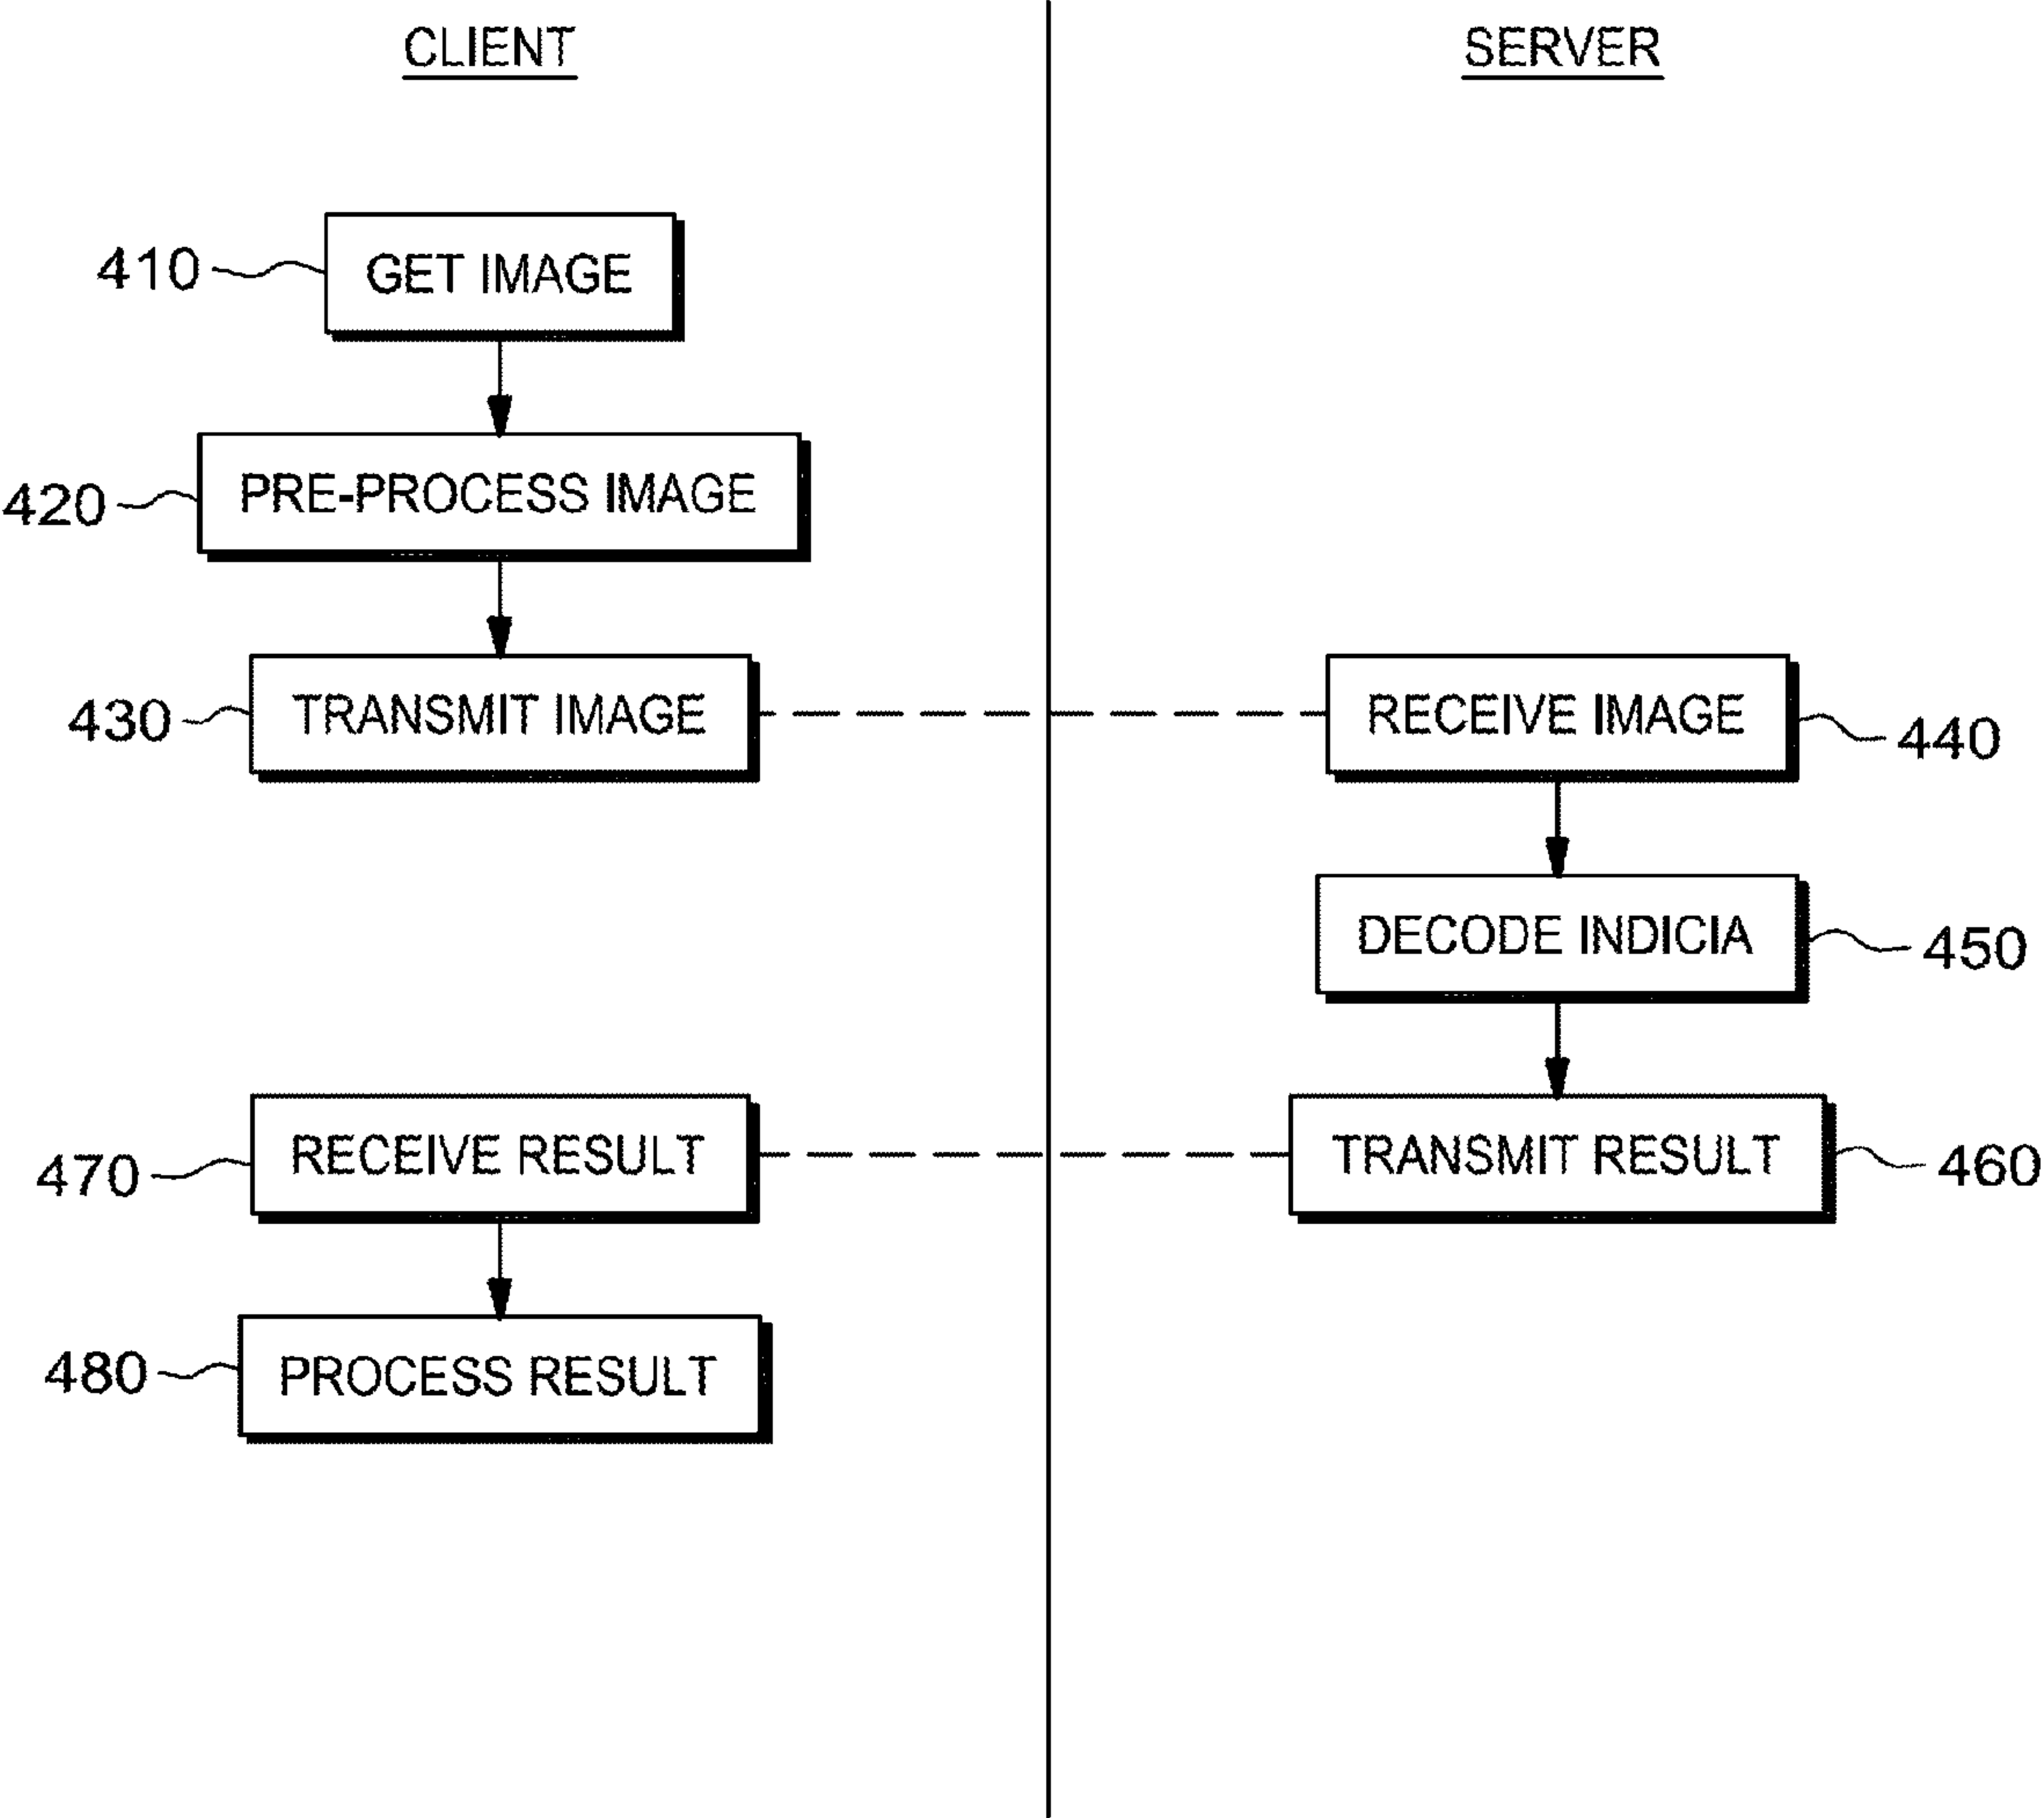 CLIENT
SERVER
410
GET IMAGE
420
PRE-PROCESS IMAGE
430
TRANSMIT IMAGE
RECEIVE IMAGE
440
DECODE INDICIA
450
470
RECEIVE RESULT
TRANSMIT RESULT
460
480
PROCESS RESULT